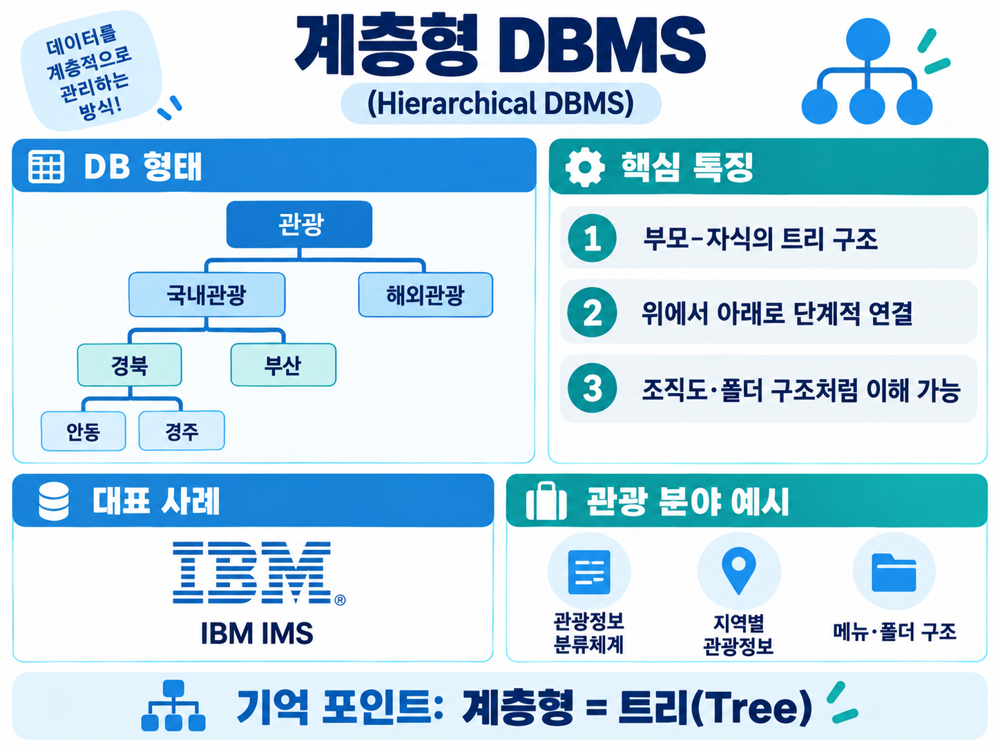 데이터를
계층적으로
관리하는
방식!
계층형 DBMS
(Hierarchical DBMS)
DB 형태
관광
국내관광
해외관광
경북
부산
안동
경주
핵심 특징
1 부모-자식의 트리 구조
2 위에서 아래로 단계적 연결
3 조직도·폴더 구조처럼 이해 가능
대표 사례
IBM®
IBM IMS
관광 분야 예시
관광정보
분류체계
지역별
관광정보
메뉴·폴더 구조
기억 포인트: 계층형 = 트리(Tree)